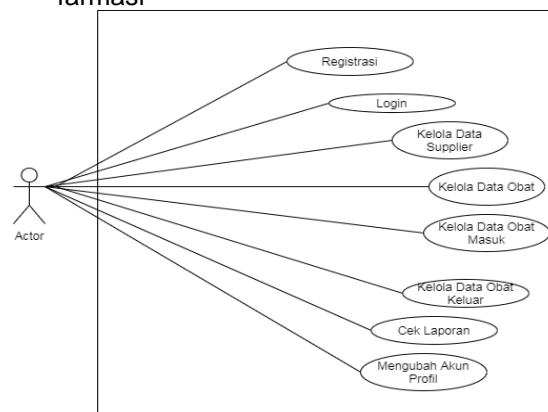 farmasi
Registrasi
Login
Kelola Data
Supplier
Kelola Data Obat
Kelola Data Obat
Masuk
Kelola Data Obat
Keluar
Cek Laporan
Mengubah Akun
Profil
Actor